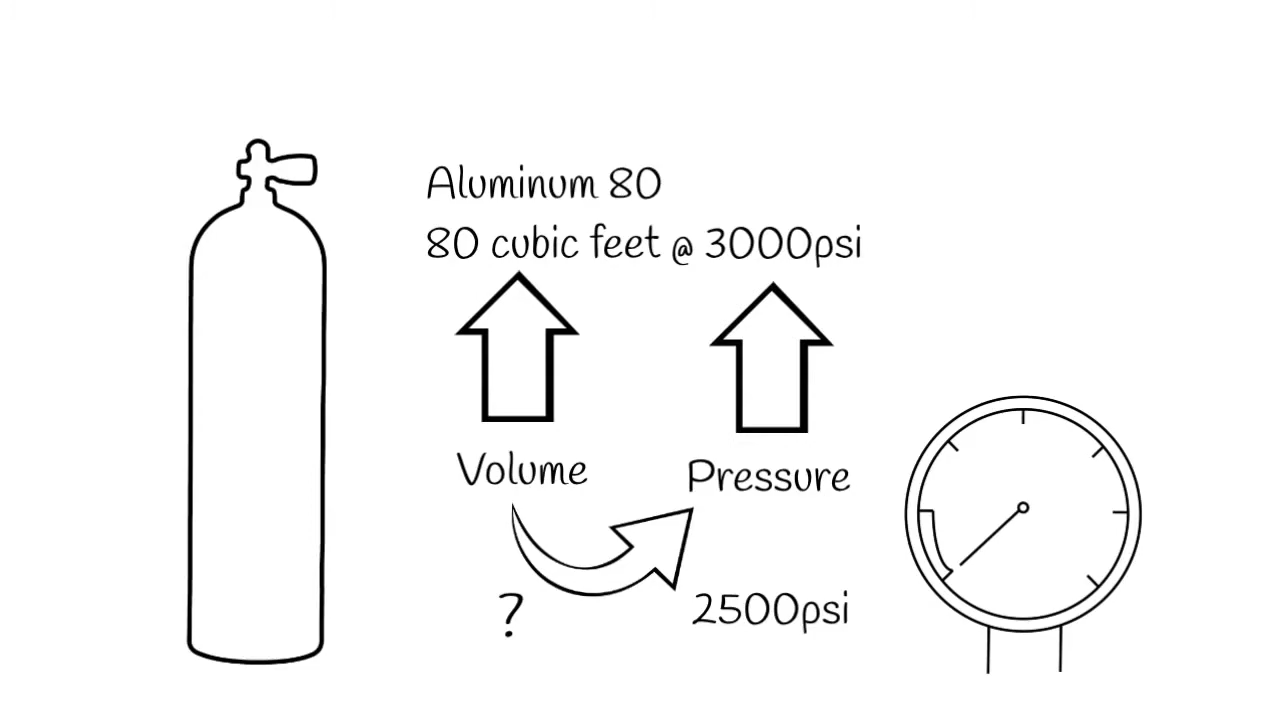 Aluminum 80
80 cubic feet @ 3000psi
Volume
Pressure
?
2500psi